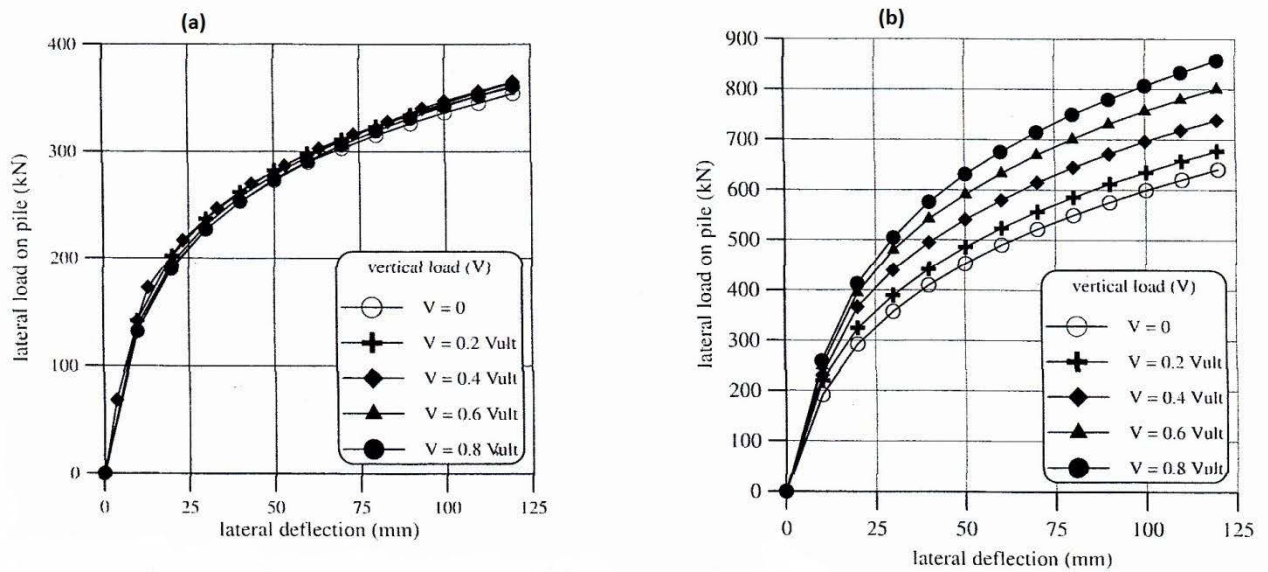 (a)
400
300
200
100
0
lateral load on pile (kN)
0 25 50 75 100 125
lateral deflection (mm)
vertical load (V)
V = 0
V = 0.2 Vult
V = 0.4 Vult
V = 0.6 Vult
V = 0.8 Vult
(b)
900
800
700
600
500
400
300
200
100
0
lateral load on pile (kN)
0 25 50 75 100 125
lateral deflection (mm)
vertical load (V)
V = 0
V = 0.2 Vult
V = 0.4 Vult
V = 0.6 Vult
V = 0.8 Vult